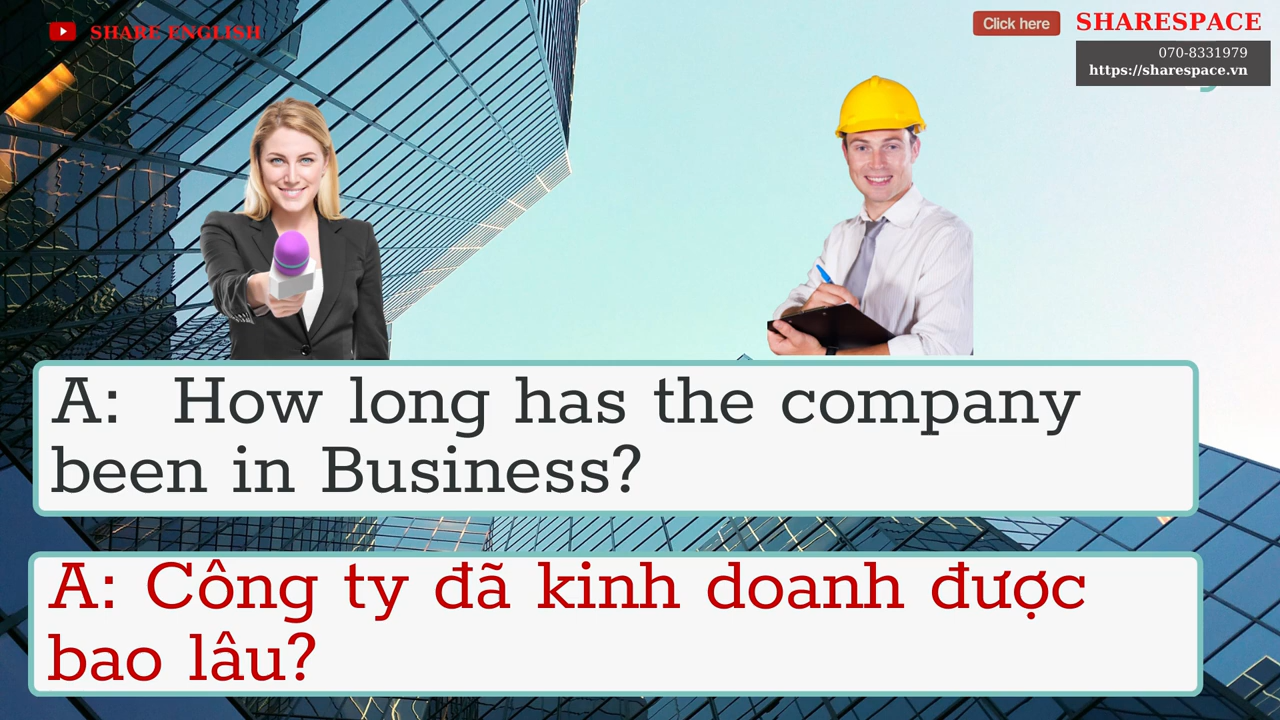 SHARE ENGLISH
Click here
SHARESPACE
070-8331979
https://sharespace.vn
A: How long has the company
been in Business?
A: Công ty đã kinh doanh được
bao lâu?